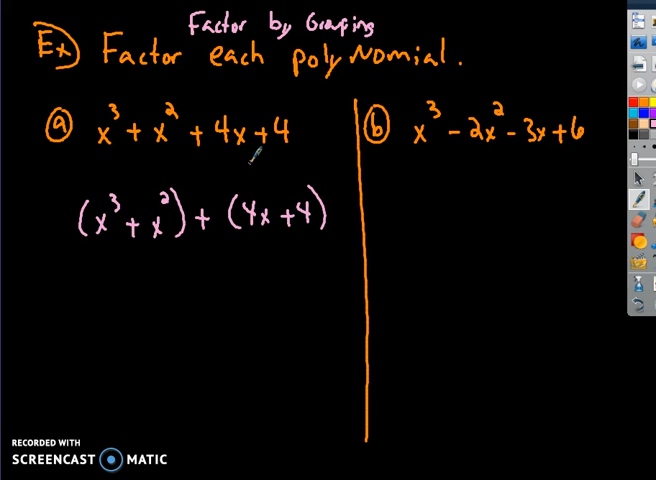 Factor by Grouping
Ex) Factor each polynomial.
ⓐ x³ + x² + 4x + 4
(x³ + x²) + (4x + 4)
ⓑ x³ - 2x² - 3x + 6
RECORDED WITH
SCREENCAST MATIC